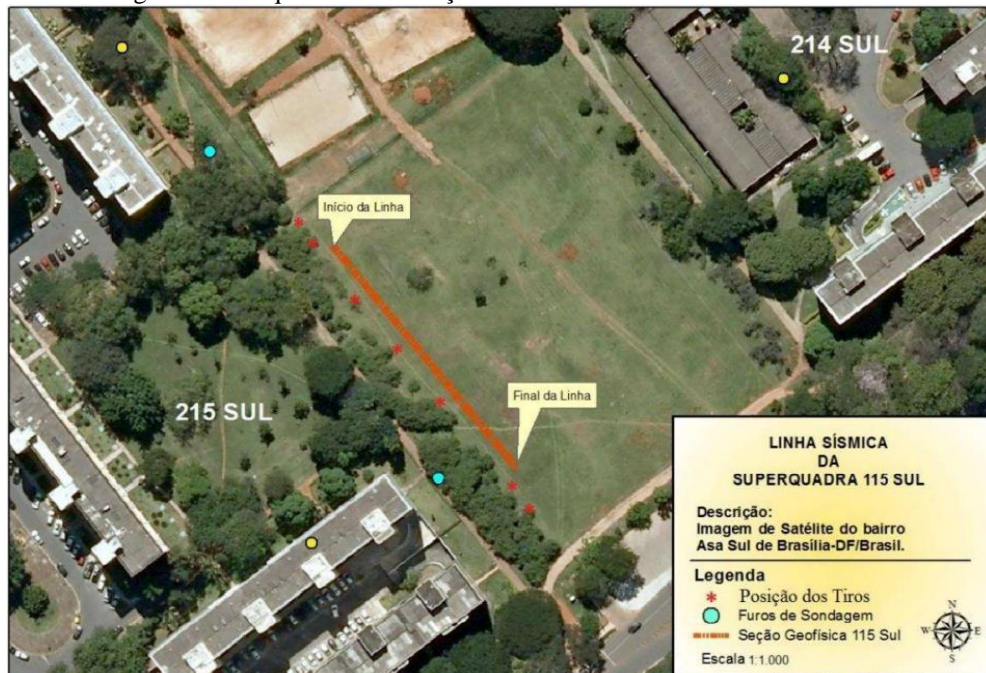 214 SUL
Início da Linha
Final da Linha
215 SUL
LINHA SÍSMICA
DA
SUPERQUADRA 115 SUL
Descrição:
Imagem de Satélite do bairro
Asa Sul de Brasília-DF/Brasil.
Legenda
Posição dos Tiros
Furos de Sondagem
Seção Geofísica 115 Sul
Escala 1:1.000
N
W
E
S